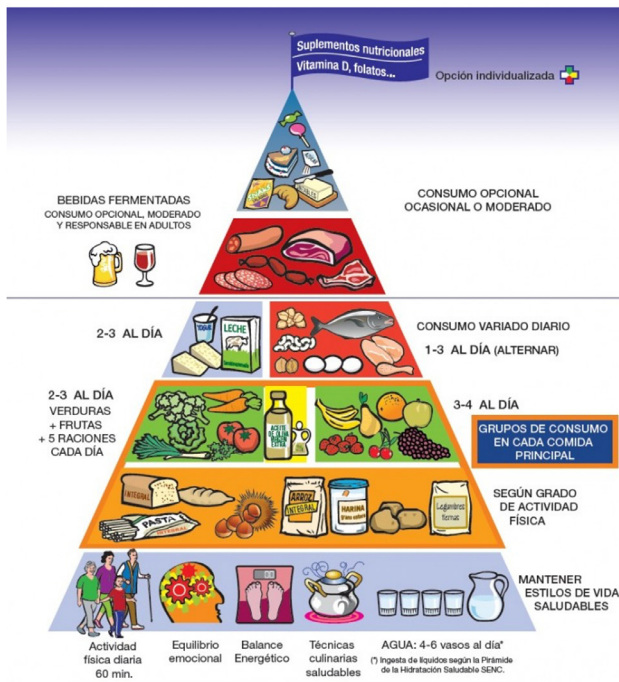 Suplementos nutricionales
Vitamina D, folatos...
Opción individualizada
BEBIDAS FERMENTADAS
CONSUMO OPCIONAL, MODERADO
Y RESPONSABLE EN ADULTOS
CONSUMO OPCIONAL
OCASIONAL O MODERADO
2-3 AL DÍA
YOGUR
LECHE
CONSUMO VARIADO DIARIO
1-3 AL DÍA (ALTERNAR)
2-3 AL DÍA
VERDURAS
+ FRUTAS
+ 5 RACIONES
CADA DÍA
ACEITE
DE OLIVA
VIRGEN
EXTRA
3-4 AL DÍA
GRUPOS DE CONSUMO
EN CADA COMIDA
PRINCIPAL
INTEGRAL
PASTA
INTEGRAL
ARROZ
INTEGRAL
HARINA
Legumbres
tiernas
SEGÚN GRADO
DE ACTIVIDAD
FÍSICA
MANTENER
ESTILOS DE VIDA
SALUDABLES
Actividad
física diaria
60 min.
Equilibrio
emocional
Balance
Energético
Técnicas
culinarias
saludables
AGUA: 4-6 vasos al día*
(*) Ingesta de líquidos según la Pirámide
de la Hidratación Saludable SENC.